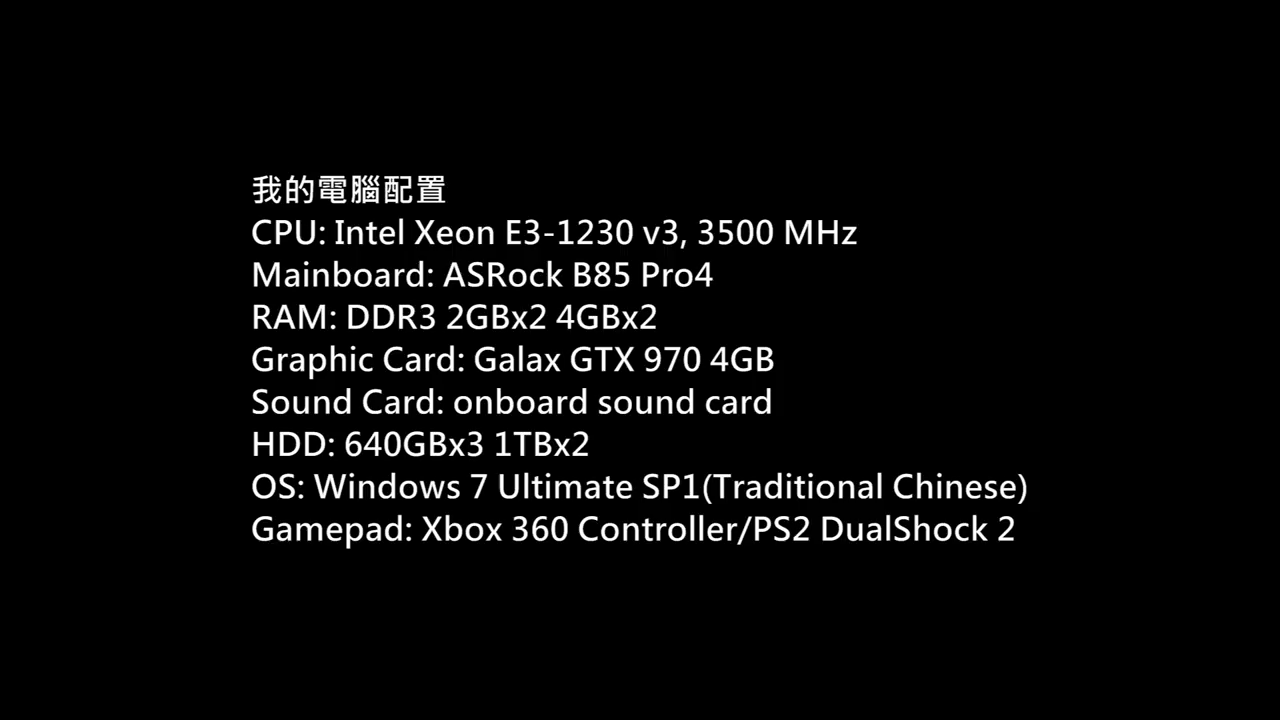 我的電腦配置
CPU: Intel Xeon E3-1230 v3, 3500 MHz
Mainboard: ASRock B85 Pro4
RAM: DDR3 2GBx2 4GBx2
Graphic Card: Galax GTX 970 4GB
Sound Card: onboard sound card
HDD: 640GBx3 1TBx2
OS: Windows 7 Ultimate SP1(Traditional Chinese)
Gamepad: Xbox 360 Controller/PS2 DualShock 2